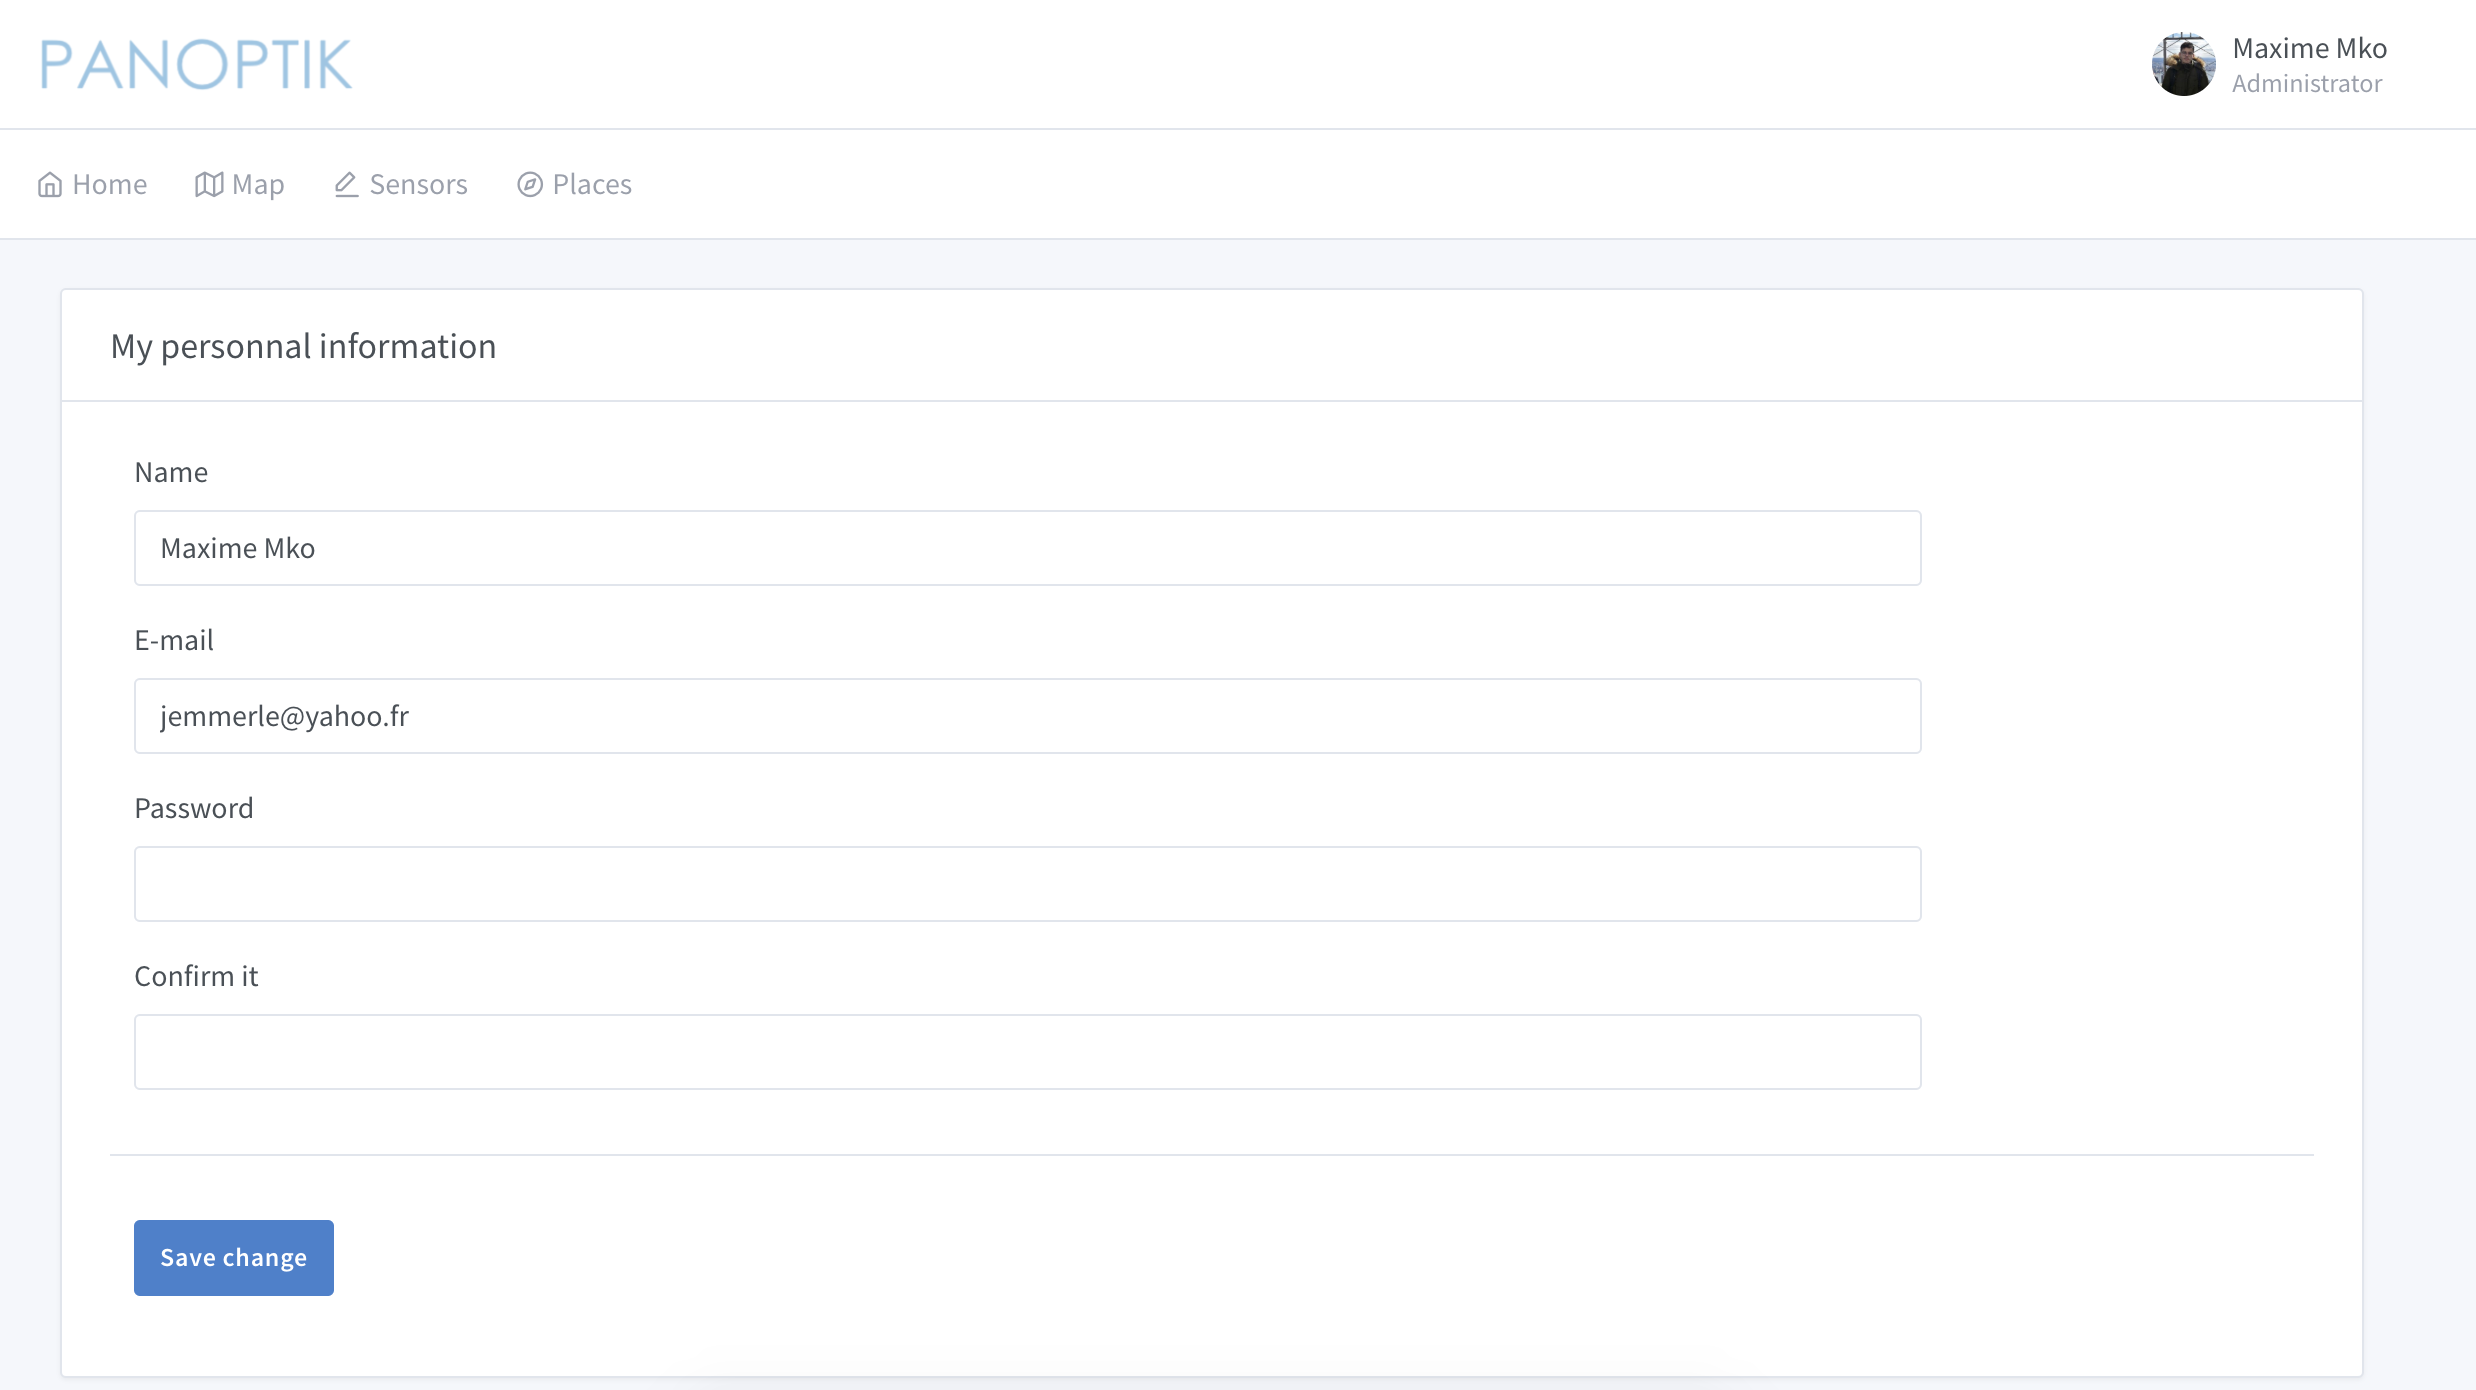 PANOPTIK
Maxime Mko
Administrator
Home Map Sensors Places
My personnal information
Name
Maxime Mko
E-mail
jemmerle@yahoo.fr
Password
Confirm it
Save change